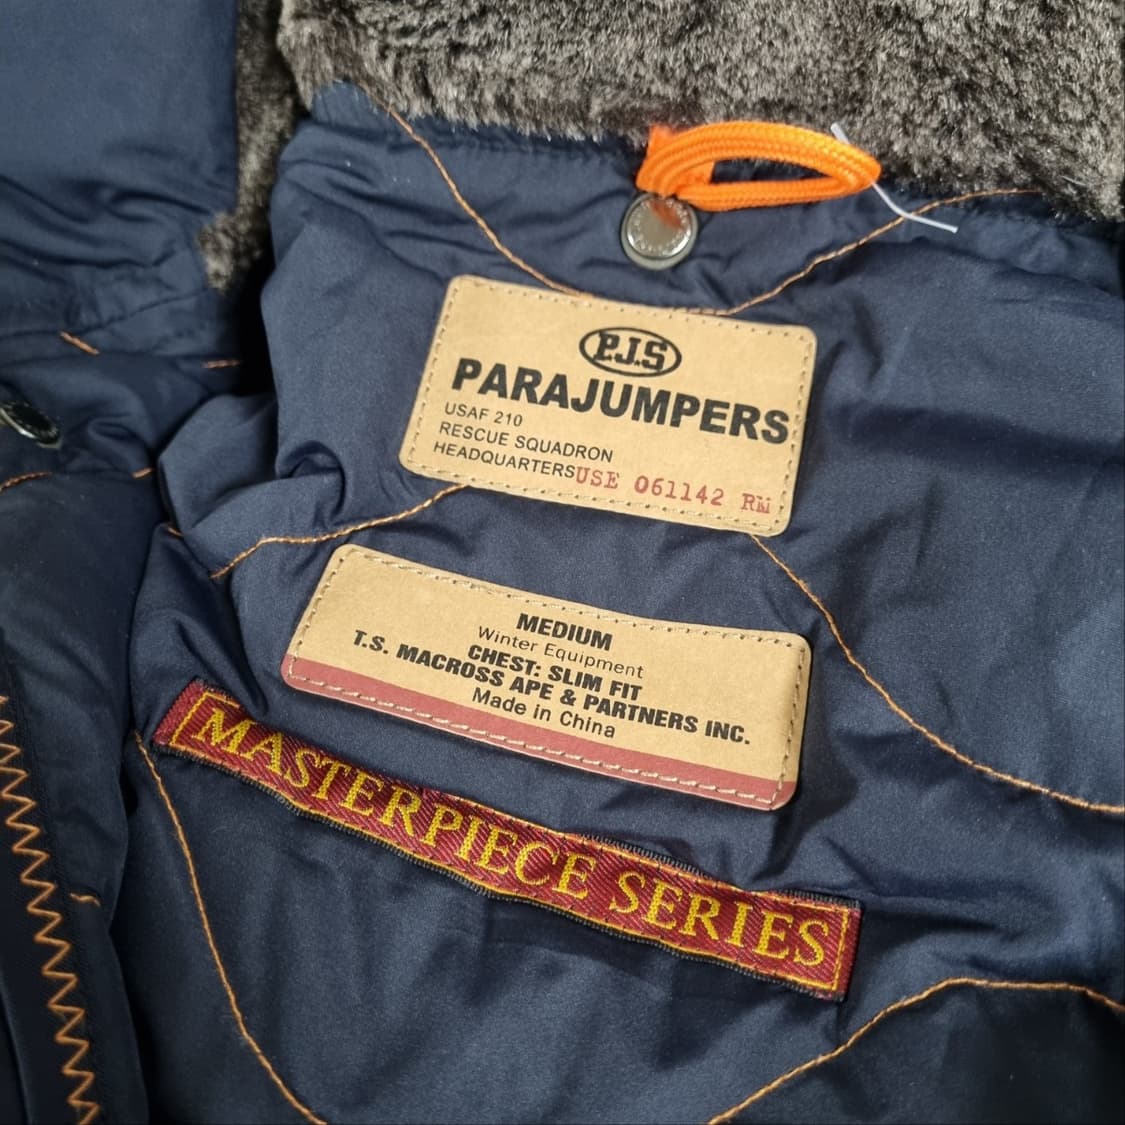 P.J.S
PARAJUMPERS
USAF 210
RESCUE SQUADRON
HEADQUARTERS USE 061142 RW
MEDIUM
Winter Equipment
CHEST: SLIM FIT
T.S. MACROSS APE & PARTNERS INC.
Made in China
MASTERPIECE SERIES